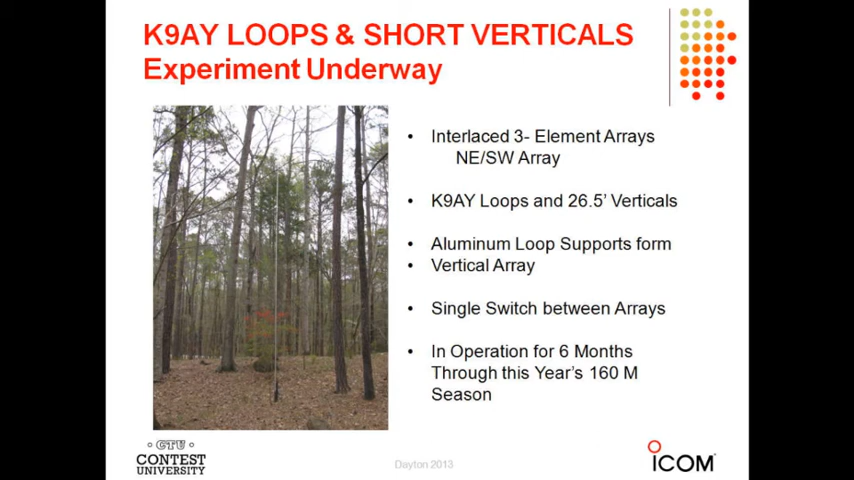 K9AY LOOPS & SHORT VERTICALS
Experiment Underway
• Interlaced 3- Element Arrays
NE/SW Array
• K9AY Loops and 26.5’ Verticals
• Aluminum Loop Supports form
• Vertical Array
• Single Switch between Arrays
• In Operation for 6 Months
Through this Year’s 160 M
Season
CTU
CONTEST
UNIVERSITY
Dayton 2013
ICOM